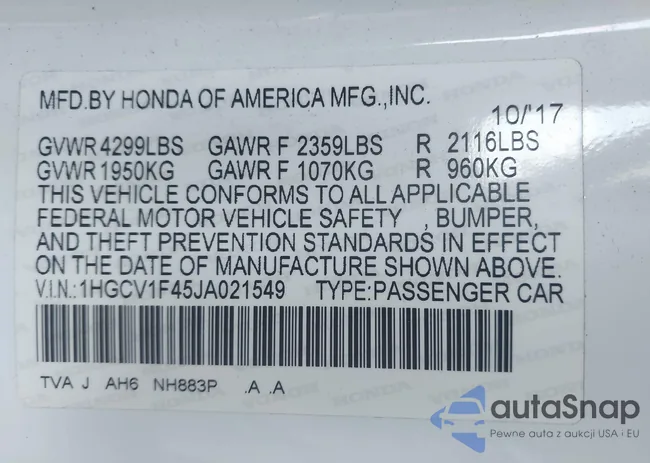 MFD.BY HONDA OF AMERICA MFG.,INC.
10/'17
GVWR 4299LBS GAWR F 2359LBS R 2116LBS
GVWR 1950KG GAWR F 1070KG R 960KG
THIS VEHICLE CONFORMS TO ALL APPLICABLE
FEDERAL MOTOR VEHICLE SAFETY , BUMPER,
AND THEFT PREVENTION STANDARDS IN EFFECT
ON THE DATE OF MANUFACTURE SHOWN ABOVE.
V.I.N.:1HGCV1F45JA021549 TYPE:PASSENGER CAR
TVA J AH6 NH883P .A .A
autaSnap
Pewne auta z aukcji USA i EU